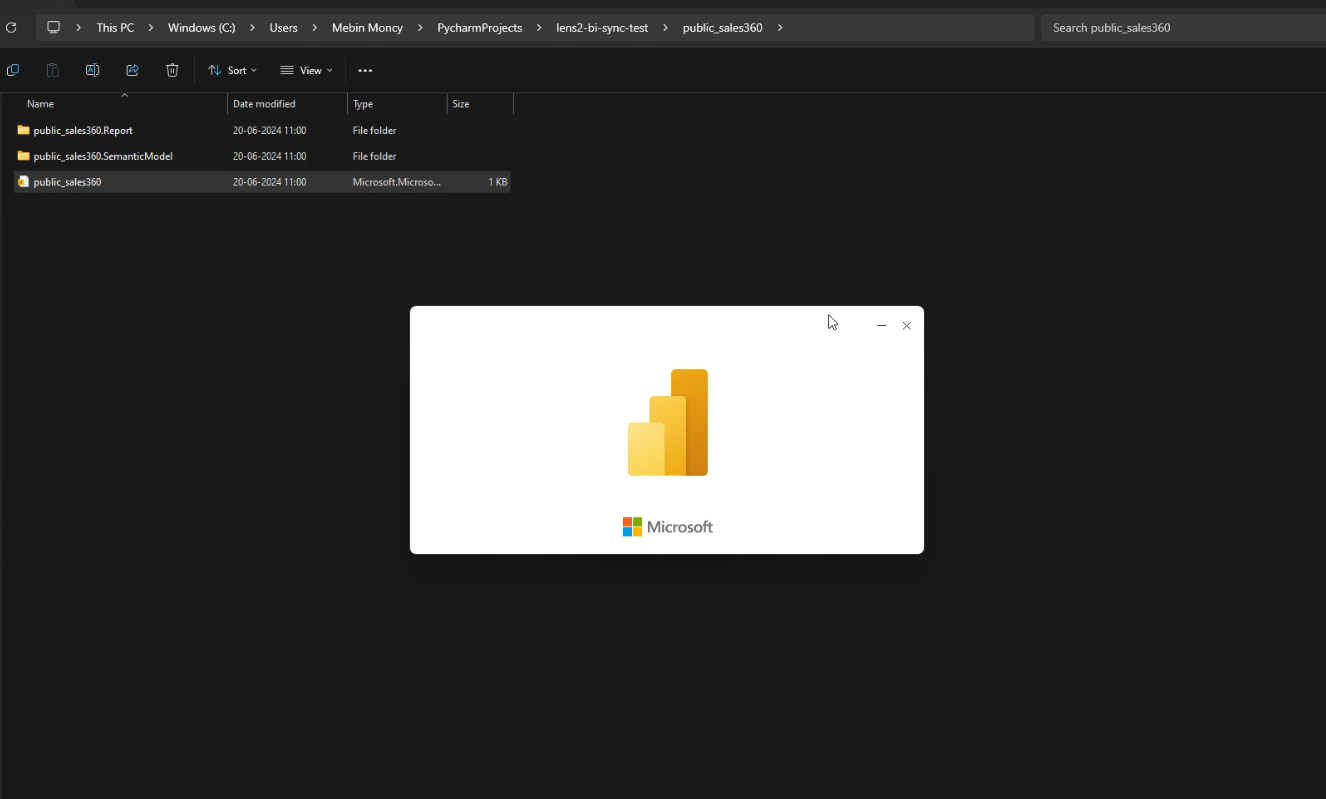 This PC > Windows (C:) > Users > Mebin Moncy > PycharmProjects > lens2-bi-sync-test > public_sales360 >
Search public_sales360
Sort View
Name Date modified Type Size
public_sales360.Report 20-06-2024 11:00 File folder
public_sales360.SemanticModel 20-06-2024 11:00 File folder
public_sales360 20-06-2024 11:00 Microsoft.Microso... 1 KB
Microsoft